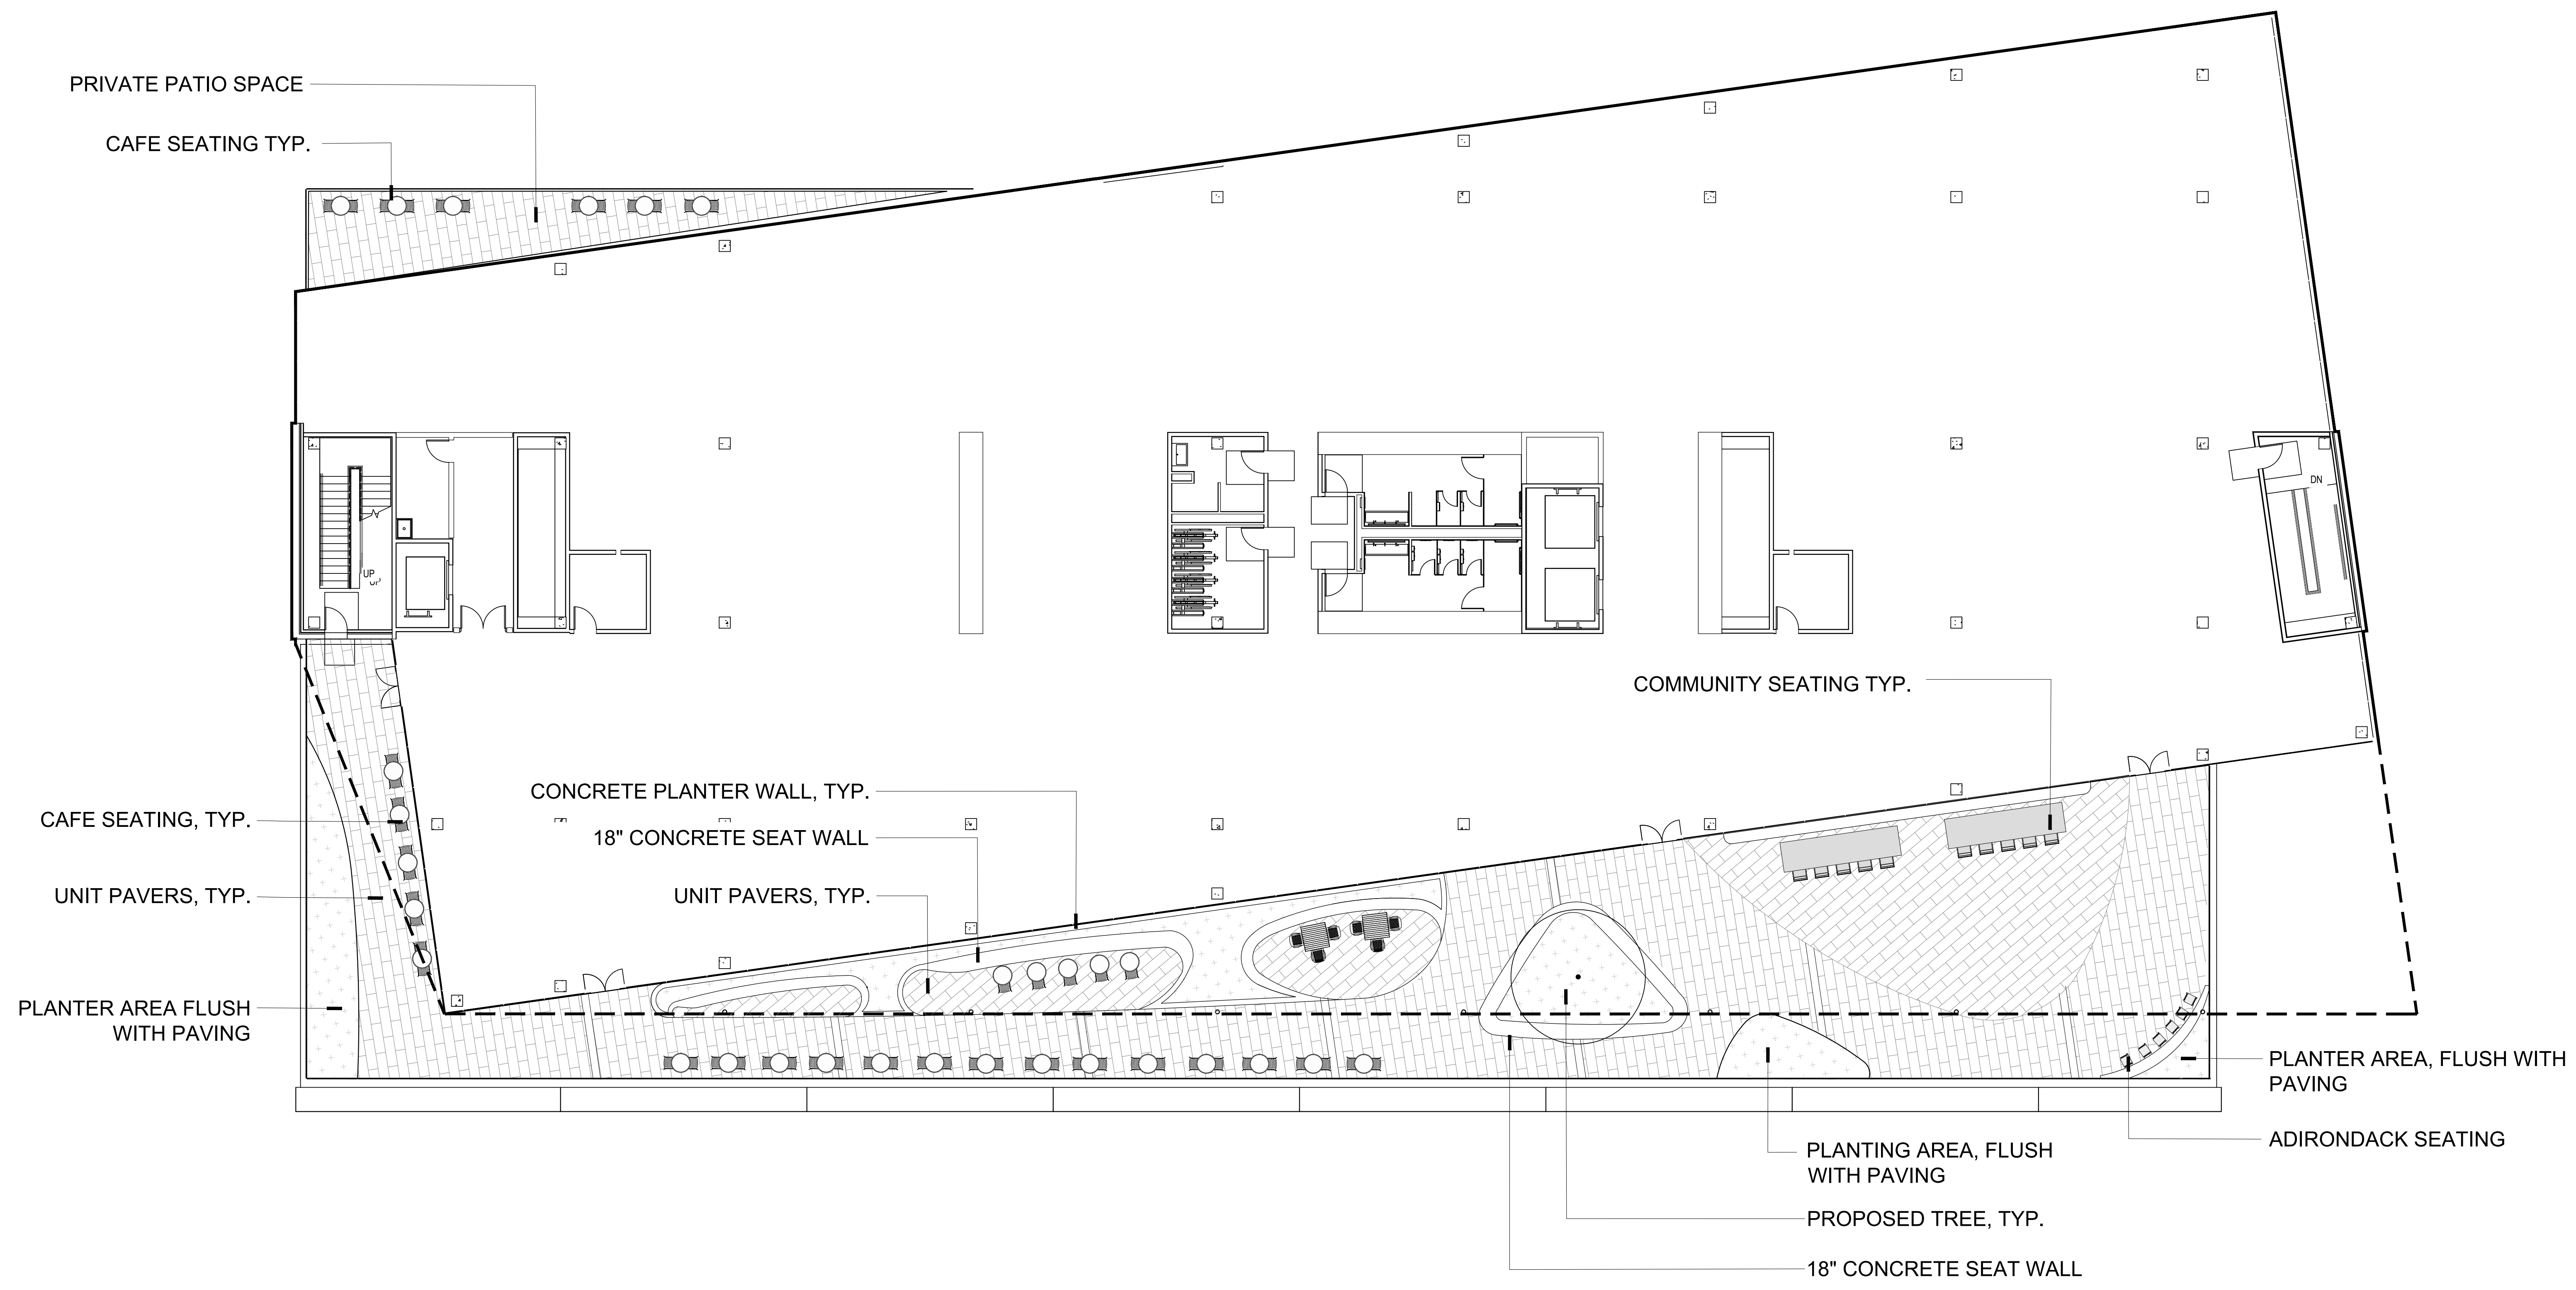 PRIVATE PATIO SPACE
CAFE SEATING TYP.
DN
UP
COMMUNITY SEATING TYP.
CONCRETE PLANTER WALL, TYP.
CAFE SEATING, TYP.
18" CONCRETE SEAT WALL
UNIT PAVERS, TYP.
UNIT PAVERS, TYP.
PLANTER AREA FLUSH
WITH PAVING
PLANTER AREA, FLUSH WITH
PAVING
ADIRONDACK SEATING
PLANTING AREA, FLUSH
WITH PAVING
PROPOSED TREE, TYP.
18" CONCRETE SEAT WALL